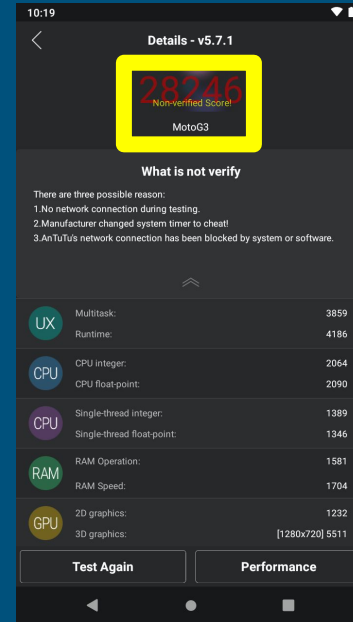 10:19
Details - v5.7.1
28246
Non-verified Score!
MotoG3
What is not verify
There are three possible reason:
1.No network connection during testing.
2.Manufacturer changed system timer to cheat!
3.AnTuTu's network connection has been blocked by system or software.
UX
Multitask: 3859
Runtime: 4186
CPU
CPU integer: 2064
CPU float-point: 2090
CPU
Single-thread integer: 1389
Single-thread float-point: 1346
RAM
RAM Operation: 1581
RAM Speed: 1704
GPU
2D graphics: 1232
3D graphics: [1280x720] 5511
Test Again Performance